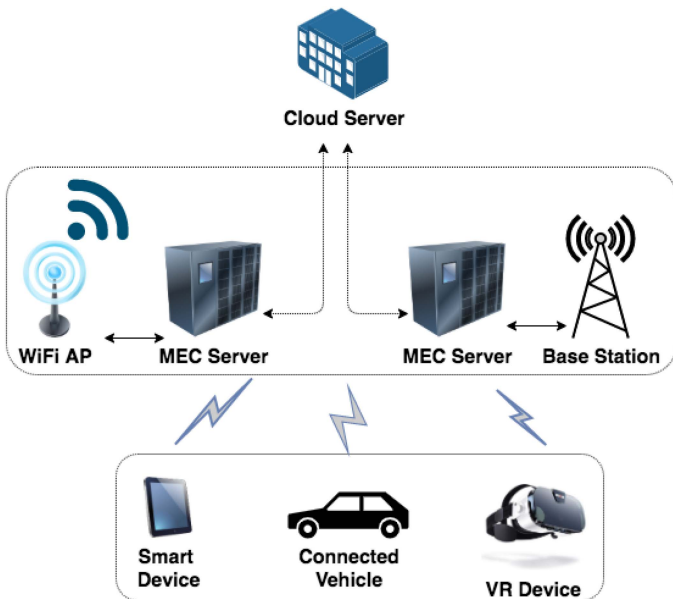 Cloud Server
WiFi AP
MEC Server
MEC Server
Base Station
Smart
Device
Connected
Vehicle
VR Device